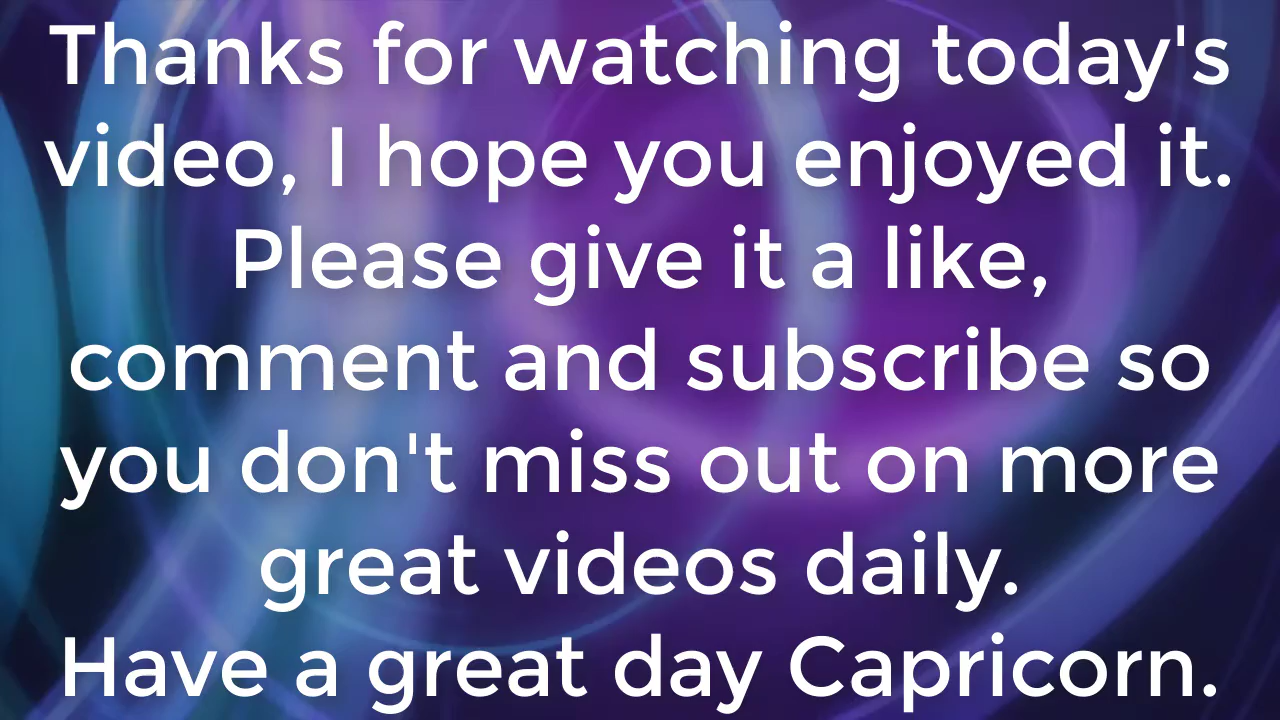 Thanks for watching today's
video, I hope you enjoyed it.
Please give it a like,
comment and subscribe so
you don't miss out on more
great videos daily.
Have a great day Capricorn.